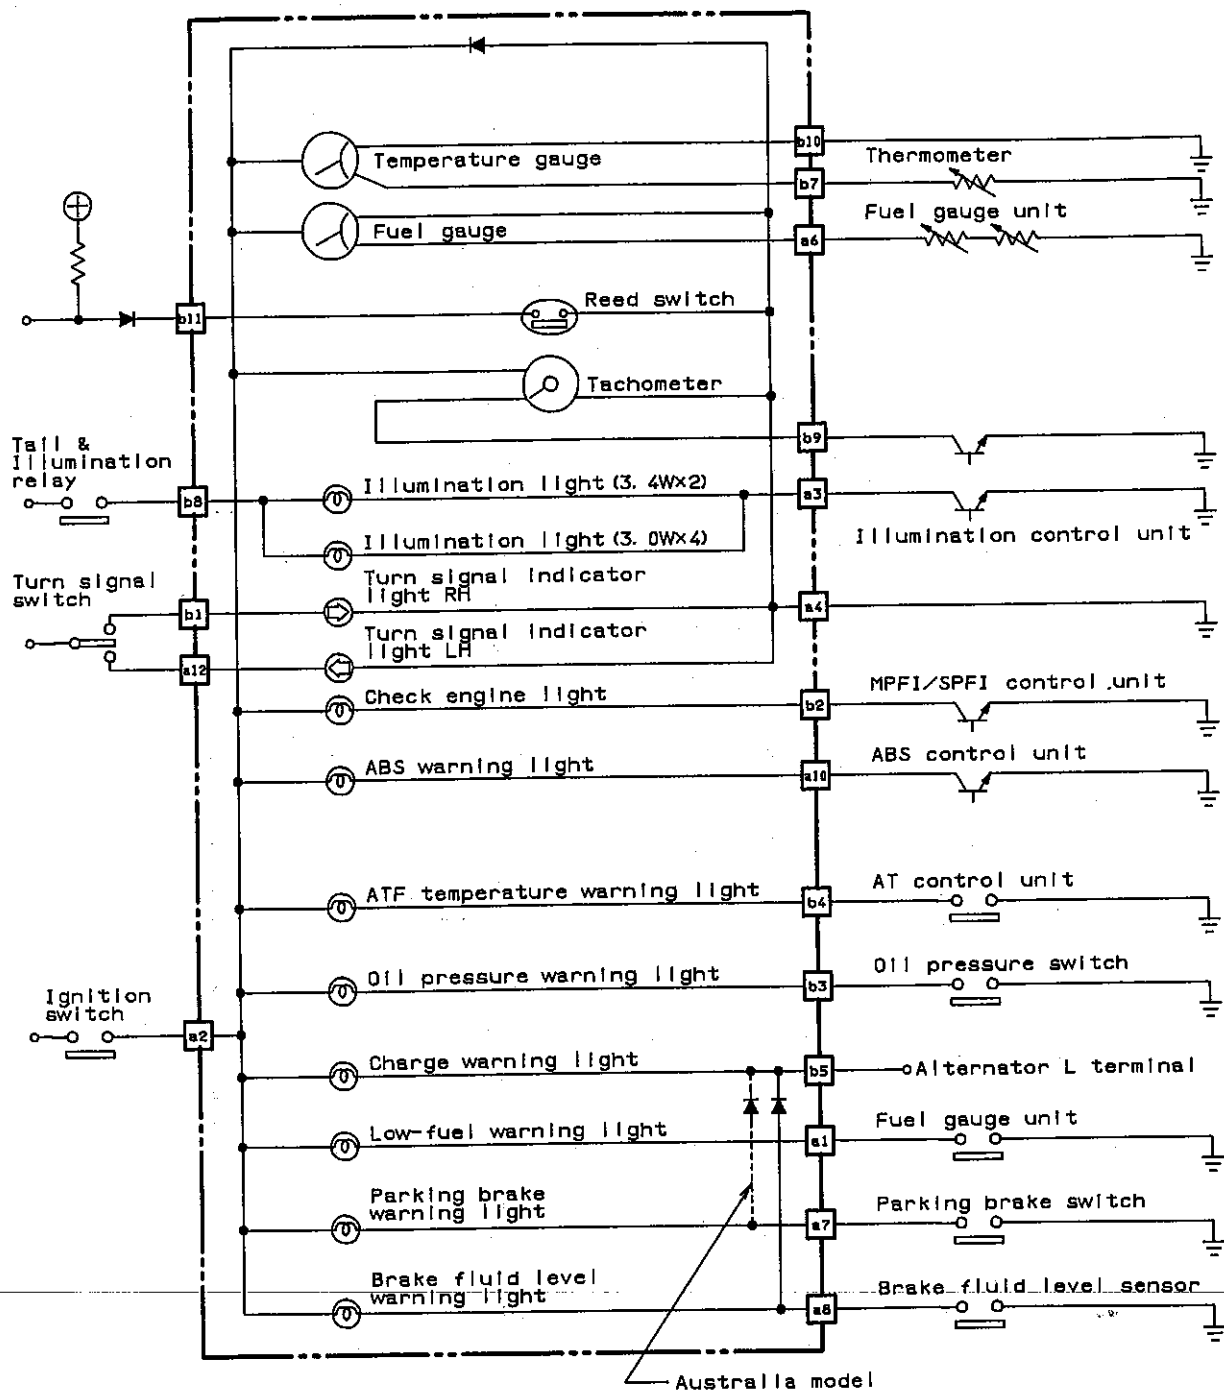 b10
Temperature gauge
Thermometer
b7
Fuel gauge unit
Fuel gauge
a6
Reed switch
b11
Tachometer
b9
Tail &
Illumination
relay
Illumination light (3. 4W×2)
b8
a3
Illumination light (3. 0W×4)
Illumination control unit
Turn signal
switch
Turn signal indicator
light RH
b1
a4
Turn signal indicator
light LH
a12
Check engine light
MPFI/SPFI control unit
b2
ABS warning light
ABS control unit
a10
ATF temperature warning light
AT control unit
b4
Oil pressure warning light
Oil pressure switch
b3
Ignition
switch
a2
Charge warning light
b5
Alternator L terminal
Low-fuel warning light
Fuel gauge unit
a1
Parking brake
warning light
Parking brake switch
a7
Brake fluid level
warning light
Brake fluid level sensor
a8
Australia model